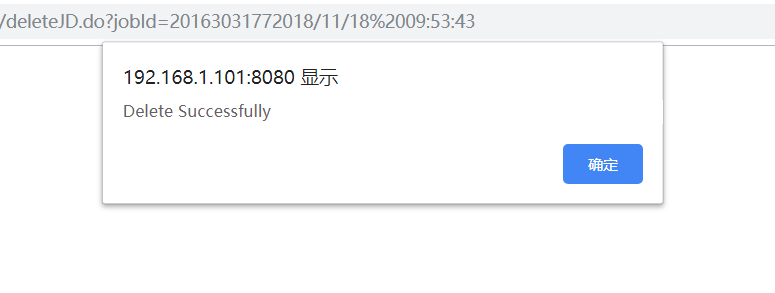 /deleteJD.do?jobId=20163031772018/11/18%2009:53:43
192.168.1.101:8080 显示
Delete Successfully
确定